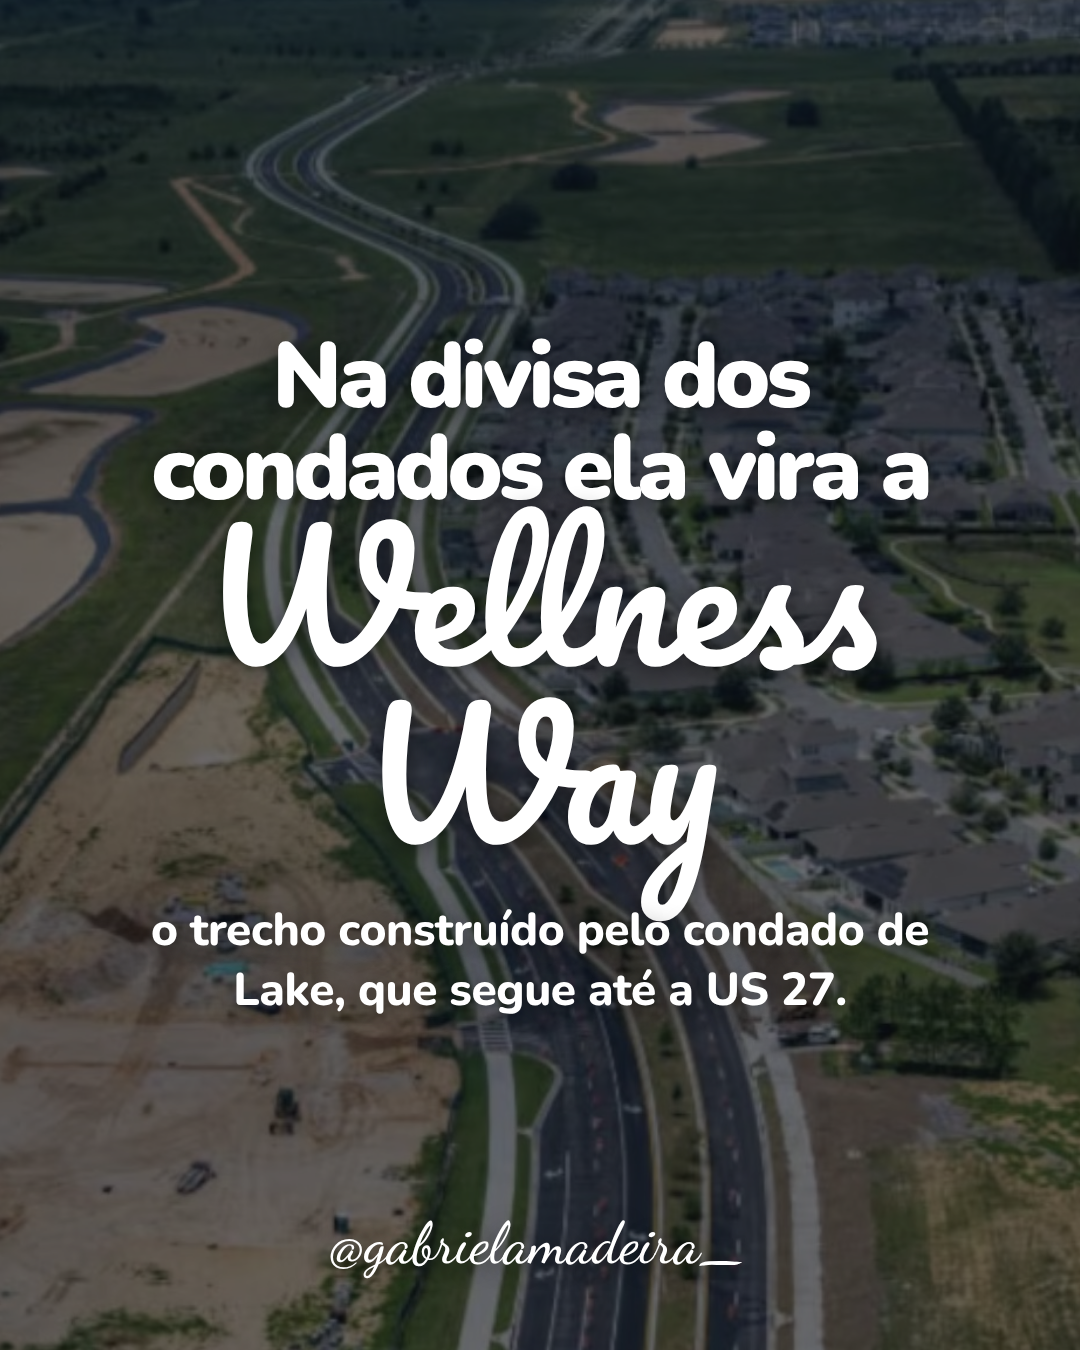 Na divisa dos
condados ela vira a
Wellness
Way
o trecho construído pelo condado de
Lake, que segue até a US 27.
@gabrielamadeira_